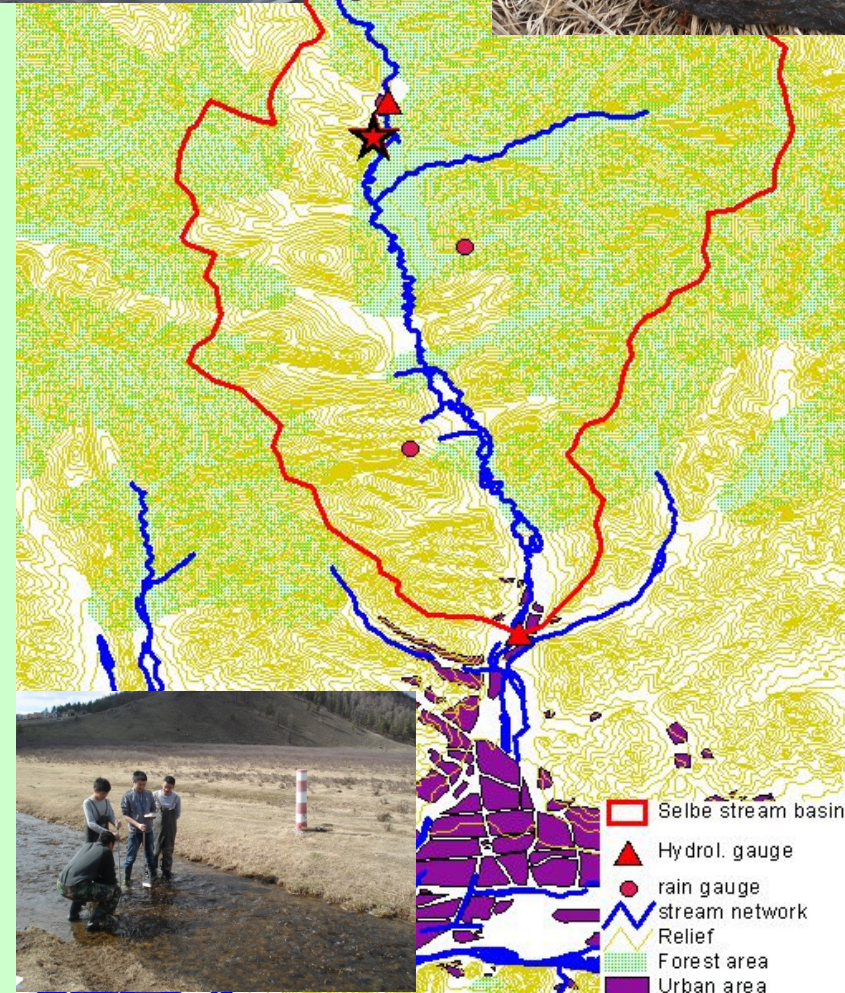 Selbe stream basin
Hydrol. gauge
rain gauge
stream network
Relief
Forest area
Urban area